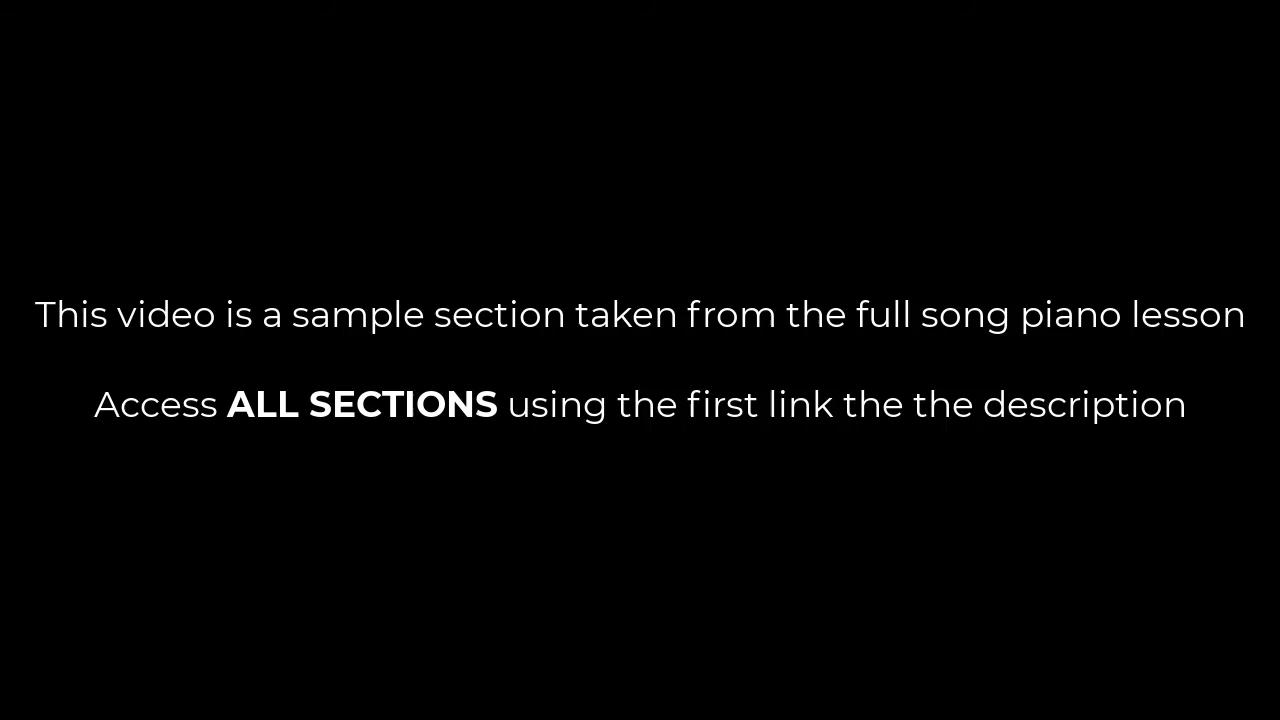 This video is a sample section taken from the full song piano lesson
Access ALL SECTIONS using the first link the the description